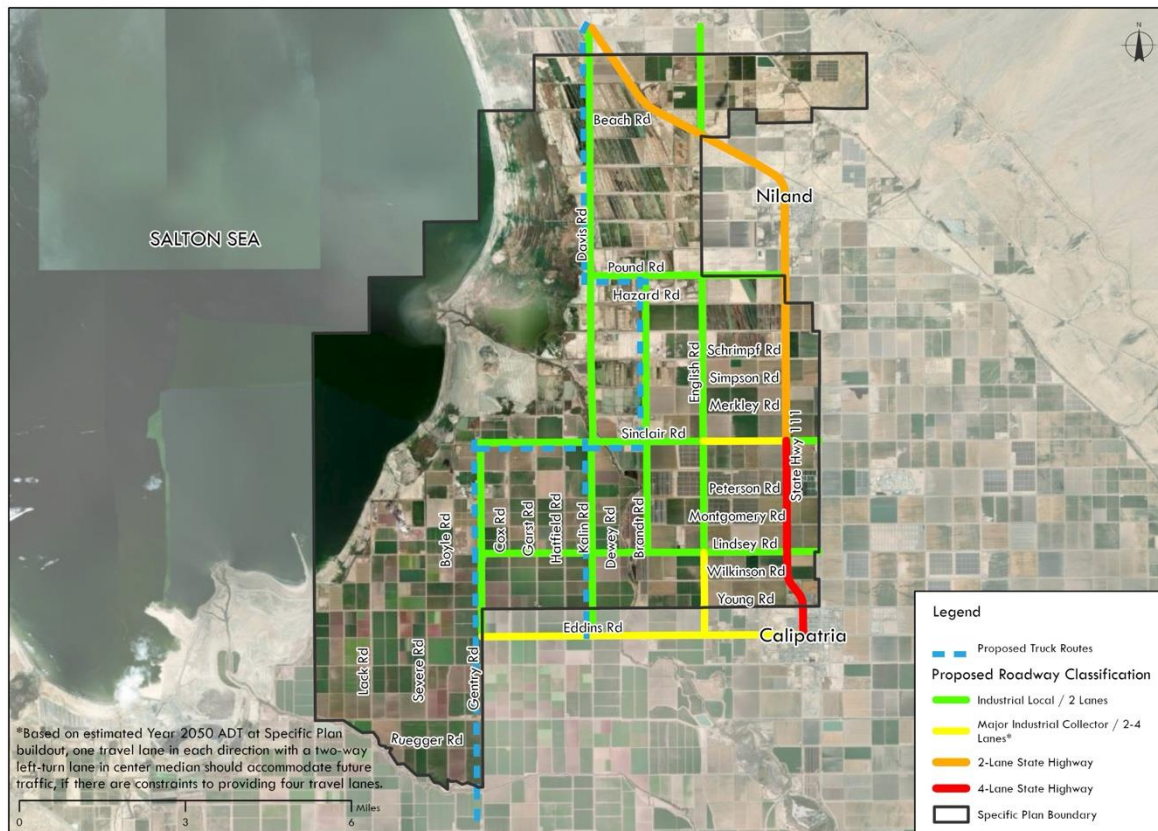 N
Beach Rd
Niland
SALTON SEA
Davis Rd
Pound Rd
Hazard Rd
Schrimpf Rd
English Rd
Simpson Rd
Merkley Rd
Sinclair Rd
State Hwy 111
Peterson Rd
Boyle Rd
Cox Rd
Garst Rd
Hatfield Rd
Kalin Rd
Dewey Rd
Brandt Rd
Montgomery Rd
Lindsey Rd
Wilkinson Rd
Young Rd
Eddins Rd
Calipatria
Lack Rd
Severe Rd
Gentry Rd
Ruegger Rd
*Based on estimated Year 2050 ADT at Specific Plan
buildout, one travel lane in each direction with a two-way
left-turn lane in center median should accommodate future
traffic, if there are constraints to providing four travel lanes.
Miles
0 3 6
Legend
Proposed Truck Routes
Proposed Roadway Classification
Industrial Local / 2 Lanes
Major Industrial Collector / 2-4
Lanes*
2-Lane State Highway
4-Lane State Highway
Specific Plan Boundary